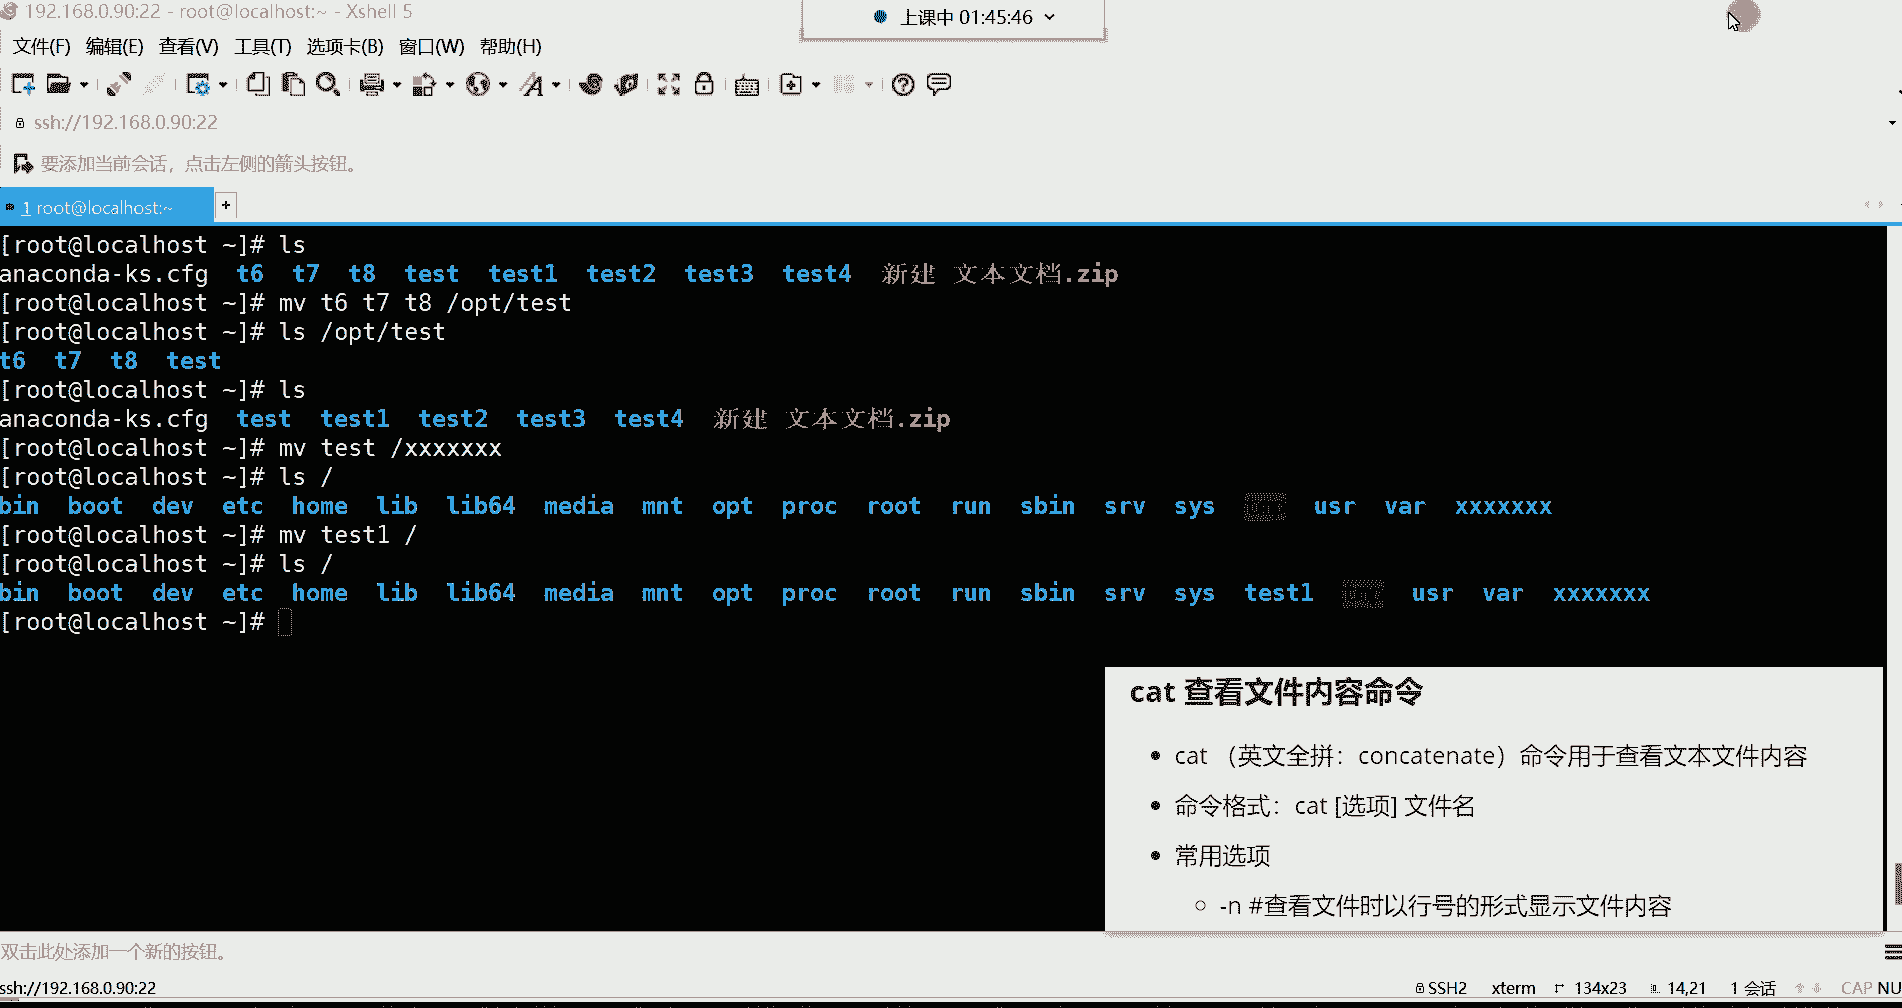 192.168.0.90:22 - root@localhost:~ - Xshell 5
上课中 01:45:46
文件(F) 编辑(E) 查看(V) 工具(T) 选项卡(B) 窗口(W) 帮助(H)
ssh://192.168.0.90:22
要添加当前会话，点击左侧的箭头按钮。
1 root@localhost:~ +
[root@localhost ~]# ls
anaconda-ks.cfg t6 t7 t8 test test1 test2 test3 test4 新建 文本文档.zip
[root@localhost ~]# mv t6 t7 t8 /opt/test
[root@localhost ~]# ls /opt/test
t6 t7 t8 test
[root@localhost ~]# ls
anaconda-ks.cfg test test1 test2 test3 test4 新建 文本文档.zip
[root@localhost ~]# mv test /xxxxxxx
[root@localhost ~]# ls /
bin boot dev etc home lib lib64 media mnt opt proc root run sbin srv sys usr var xxxxxxx
[root@localhost ~]# mv test1 /
[root@localhost ~]# ls /
bin boot dev etc home lib lib64 media mnt opt proc root run sbin srv sys test1 usr var xxxxxxx
[root@localhost ~]#
cat 查看文件内容命令
cat （英文全拼：concatenate）命令用于查看文本文件内容
命令格式：cat [选项] 文件名
常用选项
-n #查看文件时以行号的形式显示文件内容
双击此处添加一个新的按钮。
ssh://192.168.0.90:22 SSH2 xterm 134x23 14,21 1 会话 CAP NU